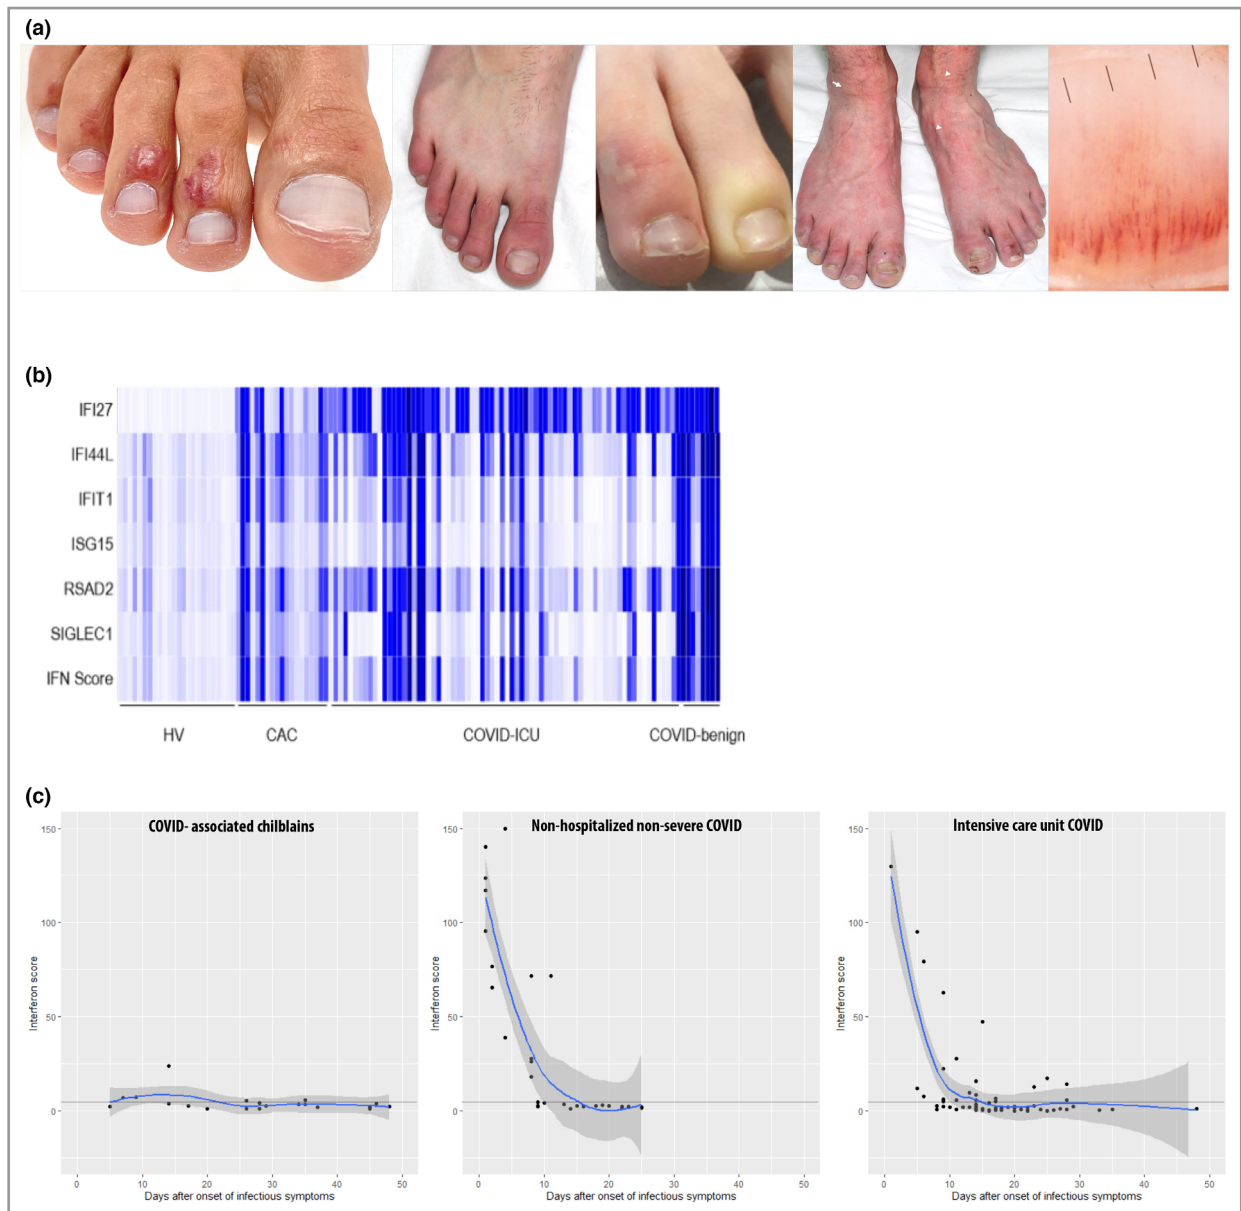 (a)
(b)
IFI27
IFI44L
IFIT1
ISG15
RSAD2
SIGLEC1
IFN Score
HV CAC COVID-ICU COVID-benign
(c)
COVID- associated chilblains
Non-hospitalized non-severe COVID
Intensive care unit COVID
150
100
50
0
Interferon score
0 10 20 30 40 50
Days after onset of infectious symptoms
150
100
50
0
Interferon score
0 10 20 30 40 50
Days after onset of infectious symptoms
150
100
50
0
Interferon score
0 10 20 30 40 50
Days after onset of infectious symptoms